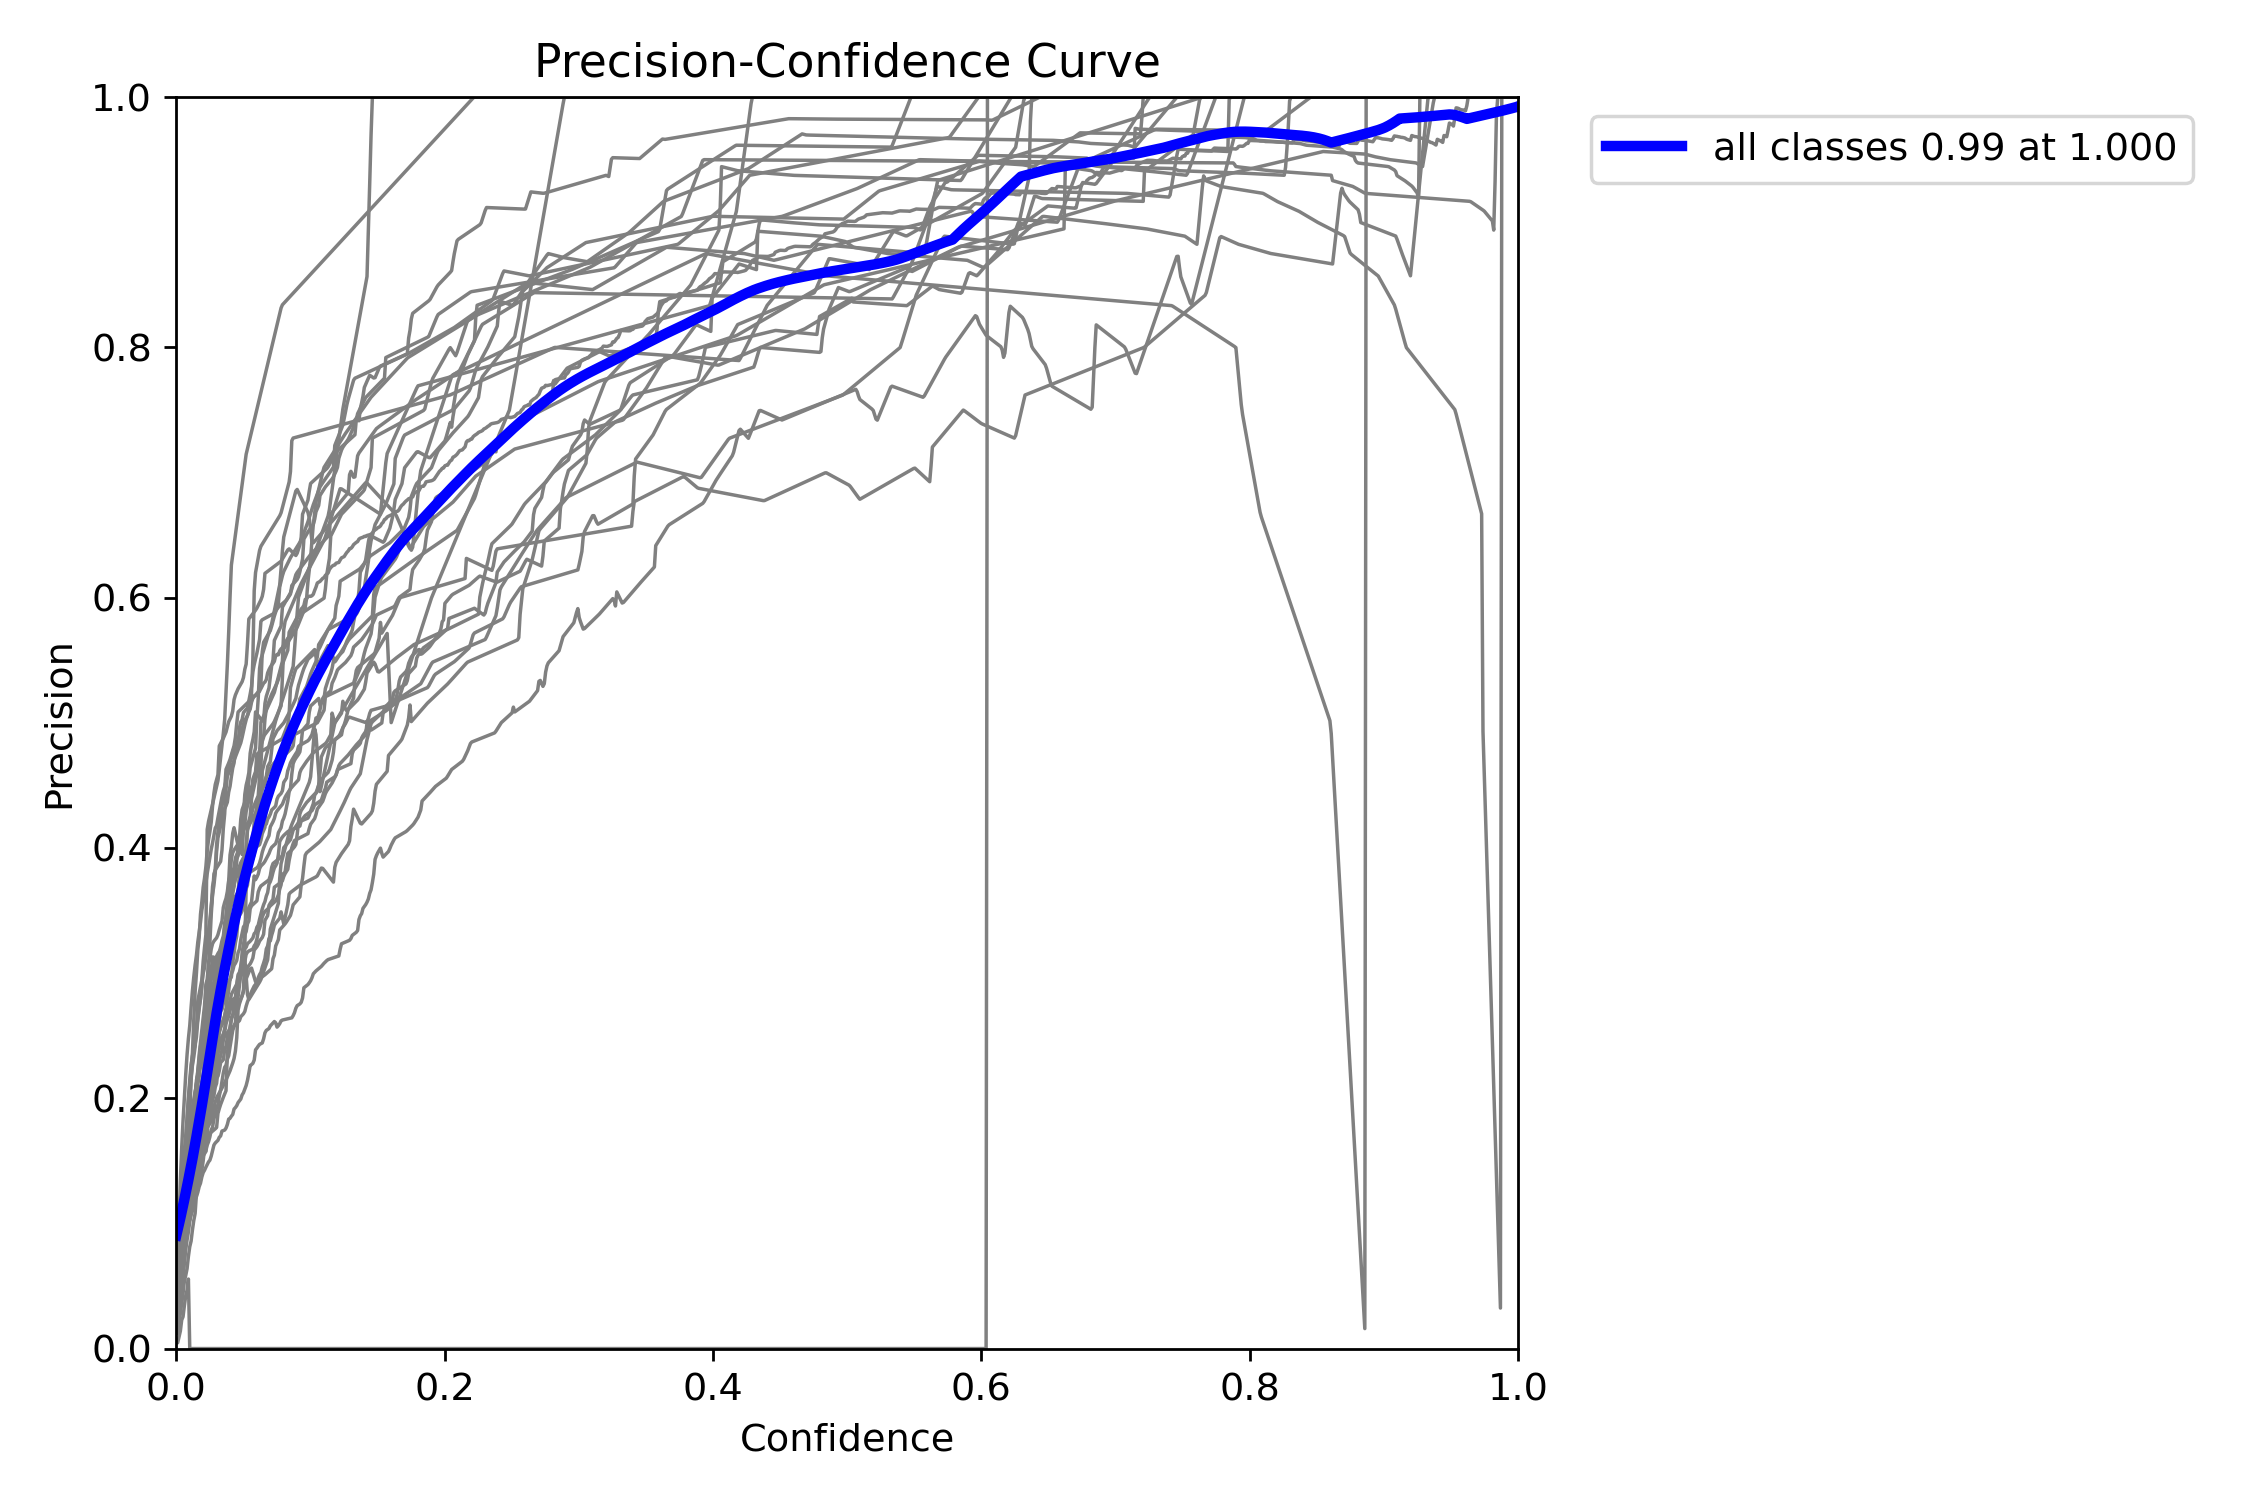 Precision-Confidence Curve
all classes 0.99 at 1.000
Precision
1.0
0.8
0.6
0.4
0.2
0.0
0.0 0.2 0.4 0.6 0.8 1.0
Confidence